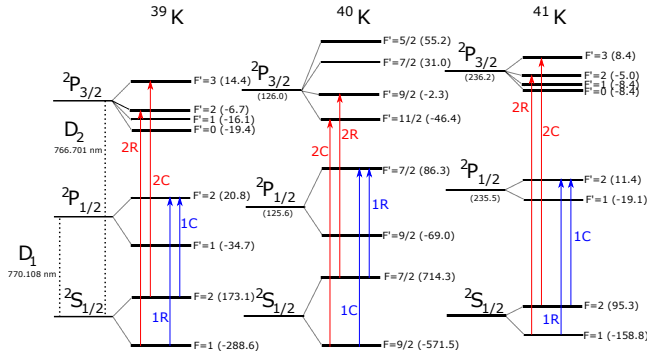 39 K
2P3/2
F'=3 (14.4)
F'=2 (-6.7)
F'=1 (-16.1)
F'=0 (-19.4)
D2
766.701 nm
2R
2C
2P1/2
F'=2 (20.8)
F'=1 (-34.7)
1C
D1
770.108 nm
2S1/2
F=2 (173.1)
1R
F=1 (-288.6)
40 K
F'=5/2 (55.2)
F'=7/2 (31.0)
2P3/2
(126.0)
F'=9/2 (-2.3)
F'=11/2 (-46.4)
2C
2R
F'=7/2 (86.3)
2P1/2
(125.6)
1R
F'=9/2 (-69.0)
F=7/2 (714.3)
2S1/2
1C
F=9/2 (-571.5)
41 K
2P3/2
(236.2)
F'=3 (8.4)
F'=2 (-5.0)
F'=1 (-8.4)
F'=0 (-8.4)
2R
2C
2P1/2
(235.5)
F'=2 (11.4)
F'=1 (-19.1)
1C
2S1/2
F=2 (95.3)
1R
F=1 (-158.8)